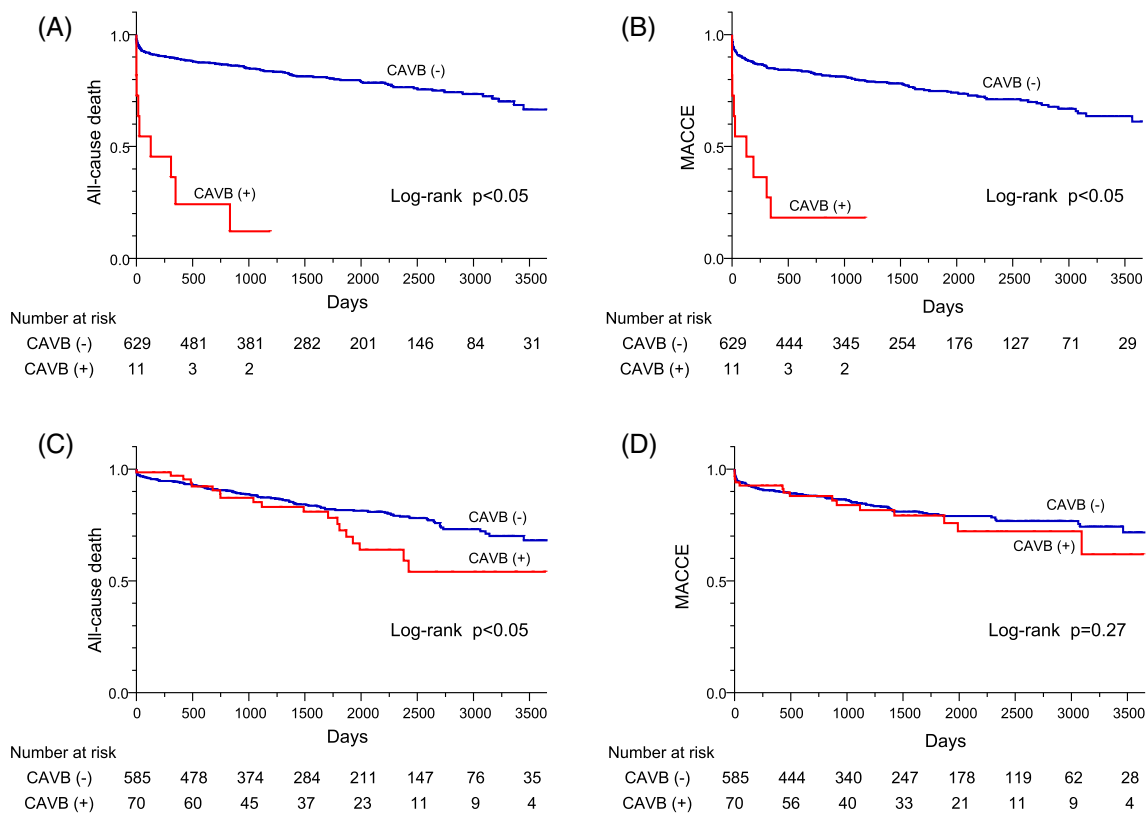 (A)
All-cause death
1.0
0.5
0.0
CAVB (-)
CAVB (+)
Log-rank p<0.05
0 500 1000 1500 2000 2500 3000 3500
Days
Number at risk
CAVB (-) 629 481 381 282 201 146 84 31
CAVB (+) 11 3 2
(B)
MACCE
1.0
0.5
0.0
CAVB (-)
CAVB (+)
Log-rank p<0.05
0 500 1000 1500 2000 2500 3000 3500
Days
Number at risk
CAVB (-) 629 444 345 254 176 127 71 29
CAVB (+) 11 3 2
(C)
All-cause death
1.0
0.5
0.0
CAVB (-)
CAVB (+)
Log-rank p<0.05
0 500 1000 1500 2000 2500 3000 3500
Days
Number at risk
CAVB (-) 585 478 374 284 211 147 76 35
CAVB (+) 70 60 45 37 23 11 9 4
(D)
MACCE
1.0
0.5
0.0
CAVB (-)
CAVB (+)
Log-rank p=0.27
0 500 1000 1500 2000 2500 3000 3500
Days
Number at risk
CAVB (-) 585 444 340 247 178 119 62 28
CAVB (+) 70 56 40 33 21 11 9 4